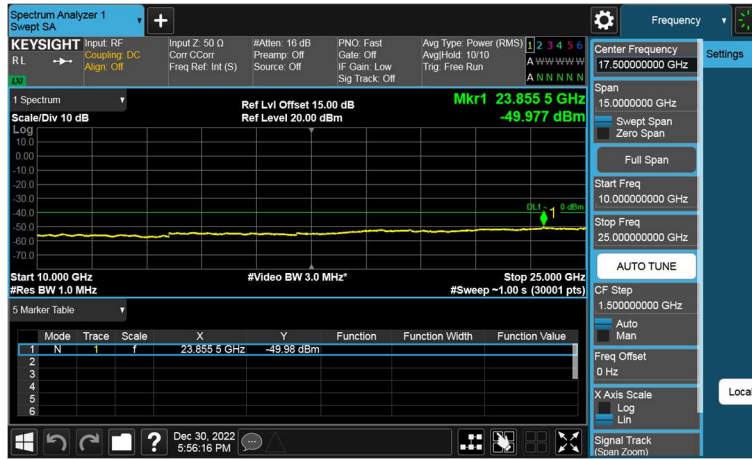 Spectrum Analyzer 1
Swept SA
Frequency
KEYSIGHT
RL
LXI
Input: RF
Coupling: DC
Align: Off
Input Z: 50 Ω
Corr CCorr
Freq Ref: Int (S)
#Atten: 16 dB
Preamp: Off
Source: Off
PNO: Fast
Gate: Off
IF Gain: Low
Sig Track: Off
Avg Type: Power (RMS)
Avg|Hold: 10/10
Trig: Free Run
1 2 3 4 5 6
A W W W W W
A N N N N N
1 Spectrum
Scale/Div 10 dB
Ref Lvl Offset 15.00 dB
Ref Level 20.00 dBm
Mkr1 23.855 5 GHz
-49.977 dBm
Log
10.0
0.00
-10.0
-20.0
-30.0
-40.0
-50.0
-60.0
-70.0
1
Start 10.000 GHz
#Res BW 1.0 MHz
#Video BW 3.0 MHz*
Stop 25.000 GHz
#Sweep ~1.00 s (30001 pts)
5 Marker Table
Mode Trace Scale X Y Function Function Width Function Value
1 N 1 f 23.855 5 GHz -49.98 dBm
2
3
4
5
6
Dec 30, 2022
5:56:16 PM
Center Frequency
17.500000000 GHz
Settings
Span
15.0000000 GHz
Swept Span
Zero Span
Full Span
Start Freq
10.000000000 GHz
Stop Freq
25.000000000 GHz
AUTO TUNE
CF Step
1.500000000 GHz
Auto
Man
Freq Offset
0 Hz
X Axis Scale
Log
Lin
Local
Signal Track
(Span Zoom)